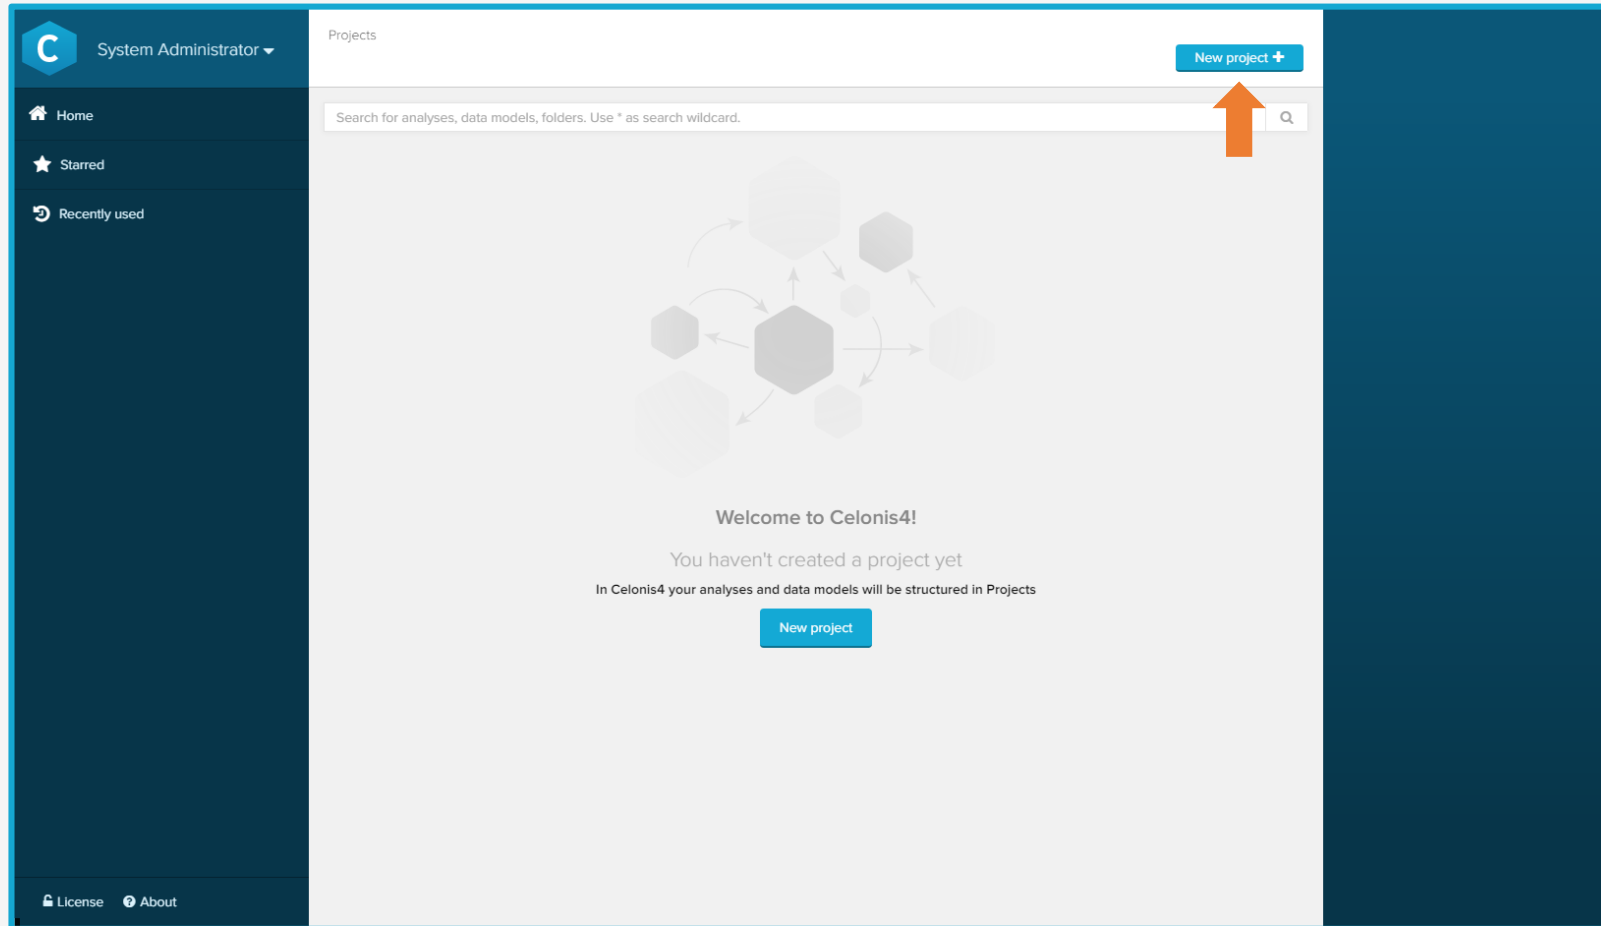 C
System Administrator
Projects
New project
Home
Search for analyses, data models, folders. Use * as search wildcard.
Starred
Recently used
Welcome to Celonis4!
You haven't created a project yet
In Celonis4 your analyses and data models will be structured in Projects
New project
License
About